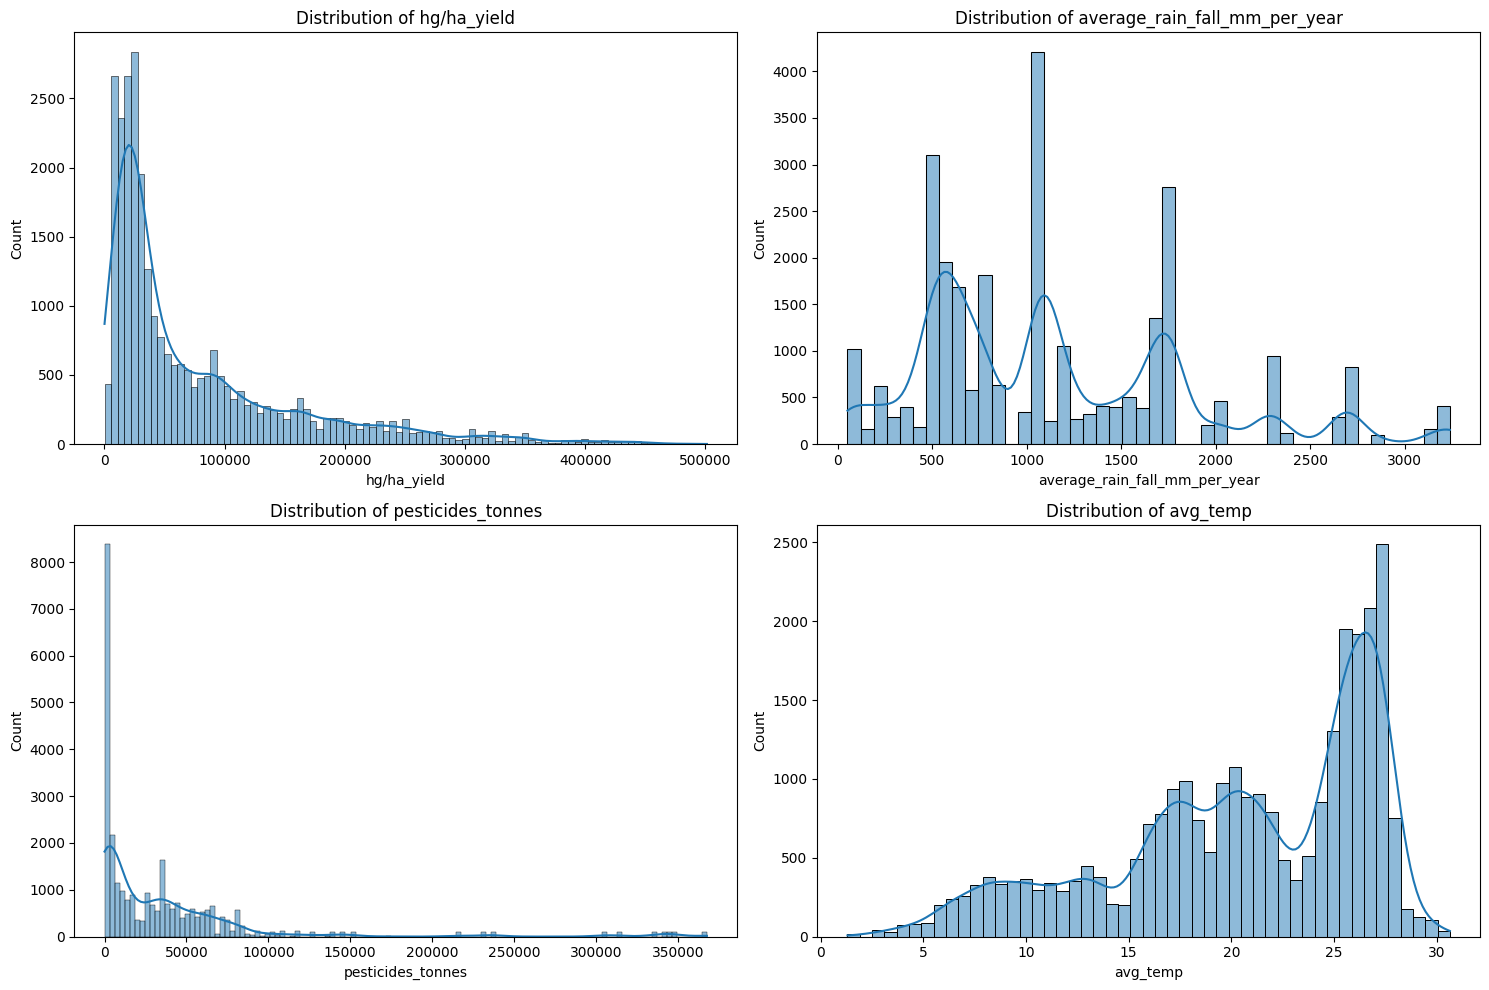 Distribution of hg/ha_yield
Count
2500
2000
1500
1000
500
0
0 100000 200000 300000 400000 500000
hg/ha_yield
Distribution of average_rain_fall_mm_per_year
Count
4000
3500
3000
2500
2000
1500
1000
500
0
0 500 1000 1500 2000 2500 3000
average_rain_fall_mm_per_year
Distribution of pesticides_tonnes
Count
8000
7000
6000
5000
4000
3000
2000
1000
0
0 50000 100000 150000 200000 250000 300000 350000
pesticides_tonnes
Distribution of avg_temp
Count
2500
2000
1500
1000
500
0
0 5 10 15 20 25 30
avg_temp